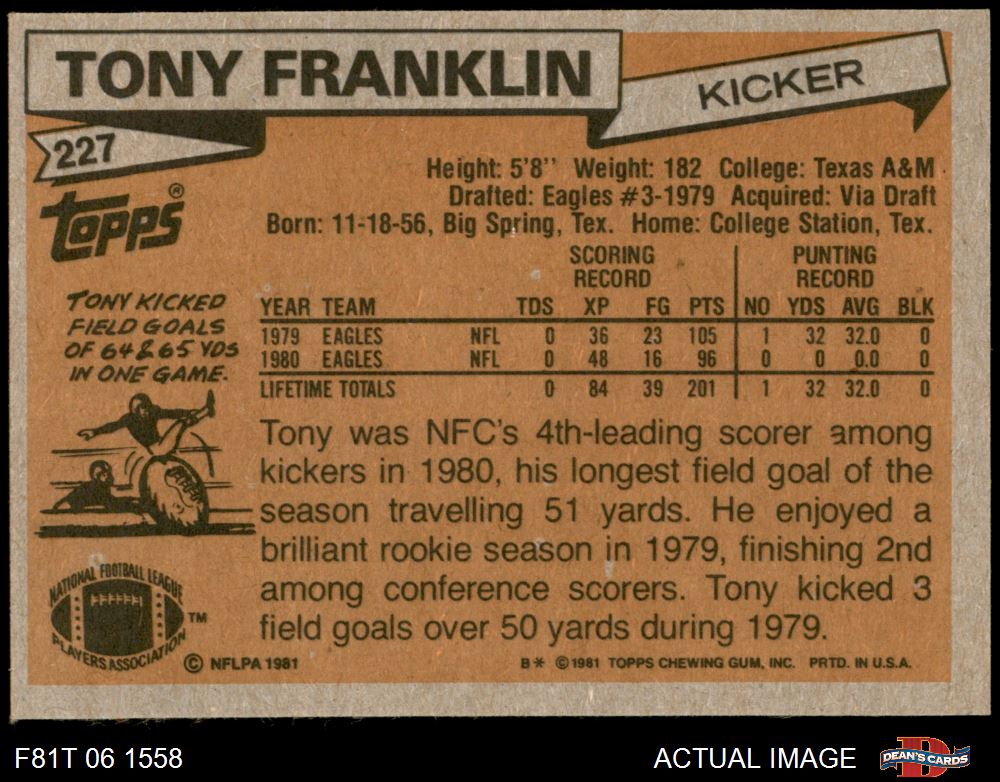 TONY FRANKLIN
KICKER
227
topps®
Height: 5'8'' Weight: 182 College: Texas A&M
Drafted: Eagles #3-1979 Acquired: Via Draft
Born: 11-18-56, Big Spring, Tex. Home: College Station, Tex.
SCORING RECORD PUNTING RECORD
YEAR TEAM TDS XP FG PTS NO YDS AVG BLK
1979 EAGLES NFL 0 36 23 105 1 32 32.0 0
1980 EAGLES NFL 0 48 16 96 0 0 0.0 0
LIFETIME TOTALS 0 84 39 201 1 32 32.0 0
TONY KICKED
FIELD GOALS
OF 64 & 65 YDS
IN ONE GAME.
Tony was NFC's 4th-leading scorer among
kickers in 1980, his longest field goal of the
season travelling 51 yards. He enjoyed a
brilliant rookie season in 1979, finishing 2nd
among conference scorers. Tony kicked 3
field goals over 50 yards during 1979.
NATIONAL FOOTBALL LEAGUE
PLAYERS ASSOCIATION
TM
© NFLPA 1981
B* © 1981 TOPPS CHEWING GUM, INC. PRTD. IN U.S.A.
F81T 06 1558
ACTUAL IMAGE
DEAN'S CARDS